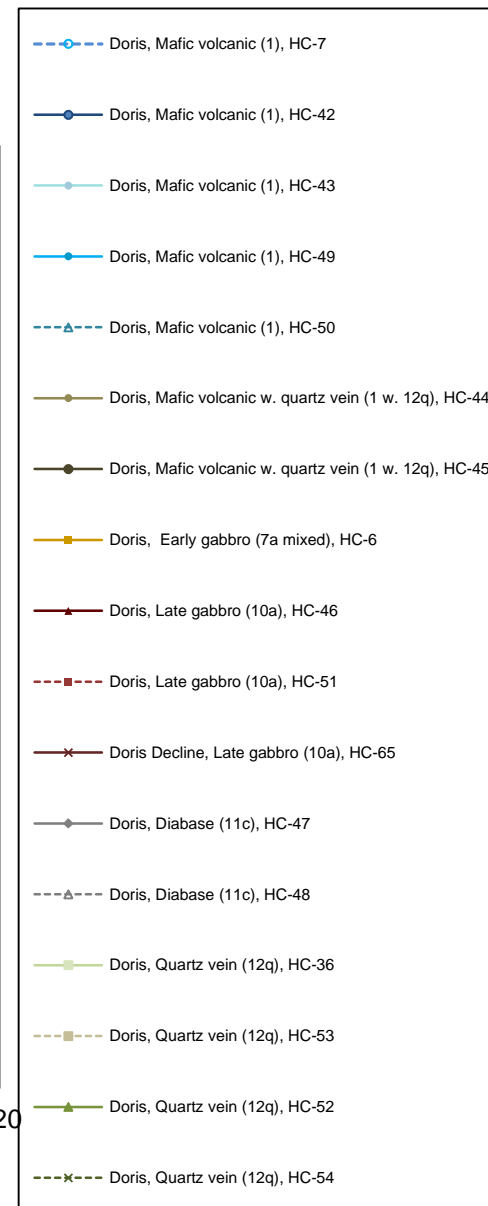 Doris, Mafic volcanic (1), HC-7
Doris, Mafic volcanic (1), HC-42
Doris, Mafic volcanic (1), HC-43
Doris, Mafic volcanic (1), HC-49
Doris, Mafic volcanic (1), HC-50
Doris, Mafic volcanic w. quartz vein (1 w. 12q), HC-44
Doris, Mafic volcanic w. quartz vein (1 w. 12q), HC-45
Doris,  Early gabbro (7a mixed), HC-6
Doris, Late gabbro (10a), HC-46
Doris, Late gabbro (10a), HC-51
Doris Decline, Late gabbro (10a), HC-65
Doris, Diabase (11c), HC-47
Doris, Diabase (11c), HC-48
Doris, Quartz vein (12q), HC-36
Doris, Quartz vein (12q), HC-53
20
Doris, Quartz vein (12q), HC-52
Doris, Quartz vein (12q), HC-54